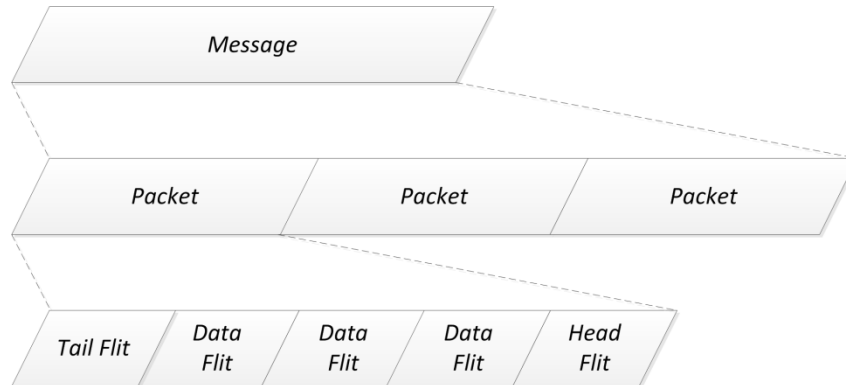 Message
Packet
Packet
Packet
Tail Flit
Data
Flit
Data
Flit
Data
Flit
Head
Flit